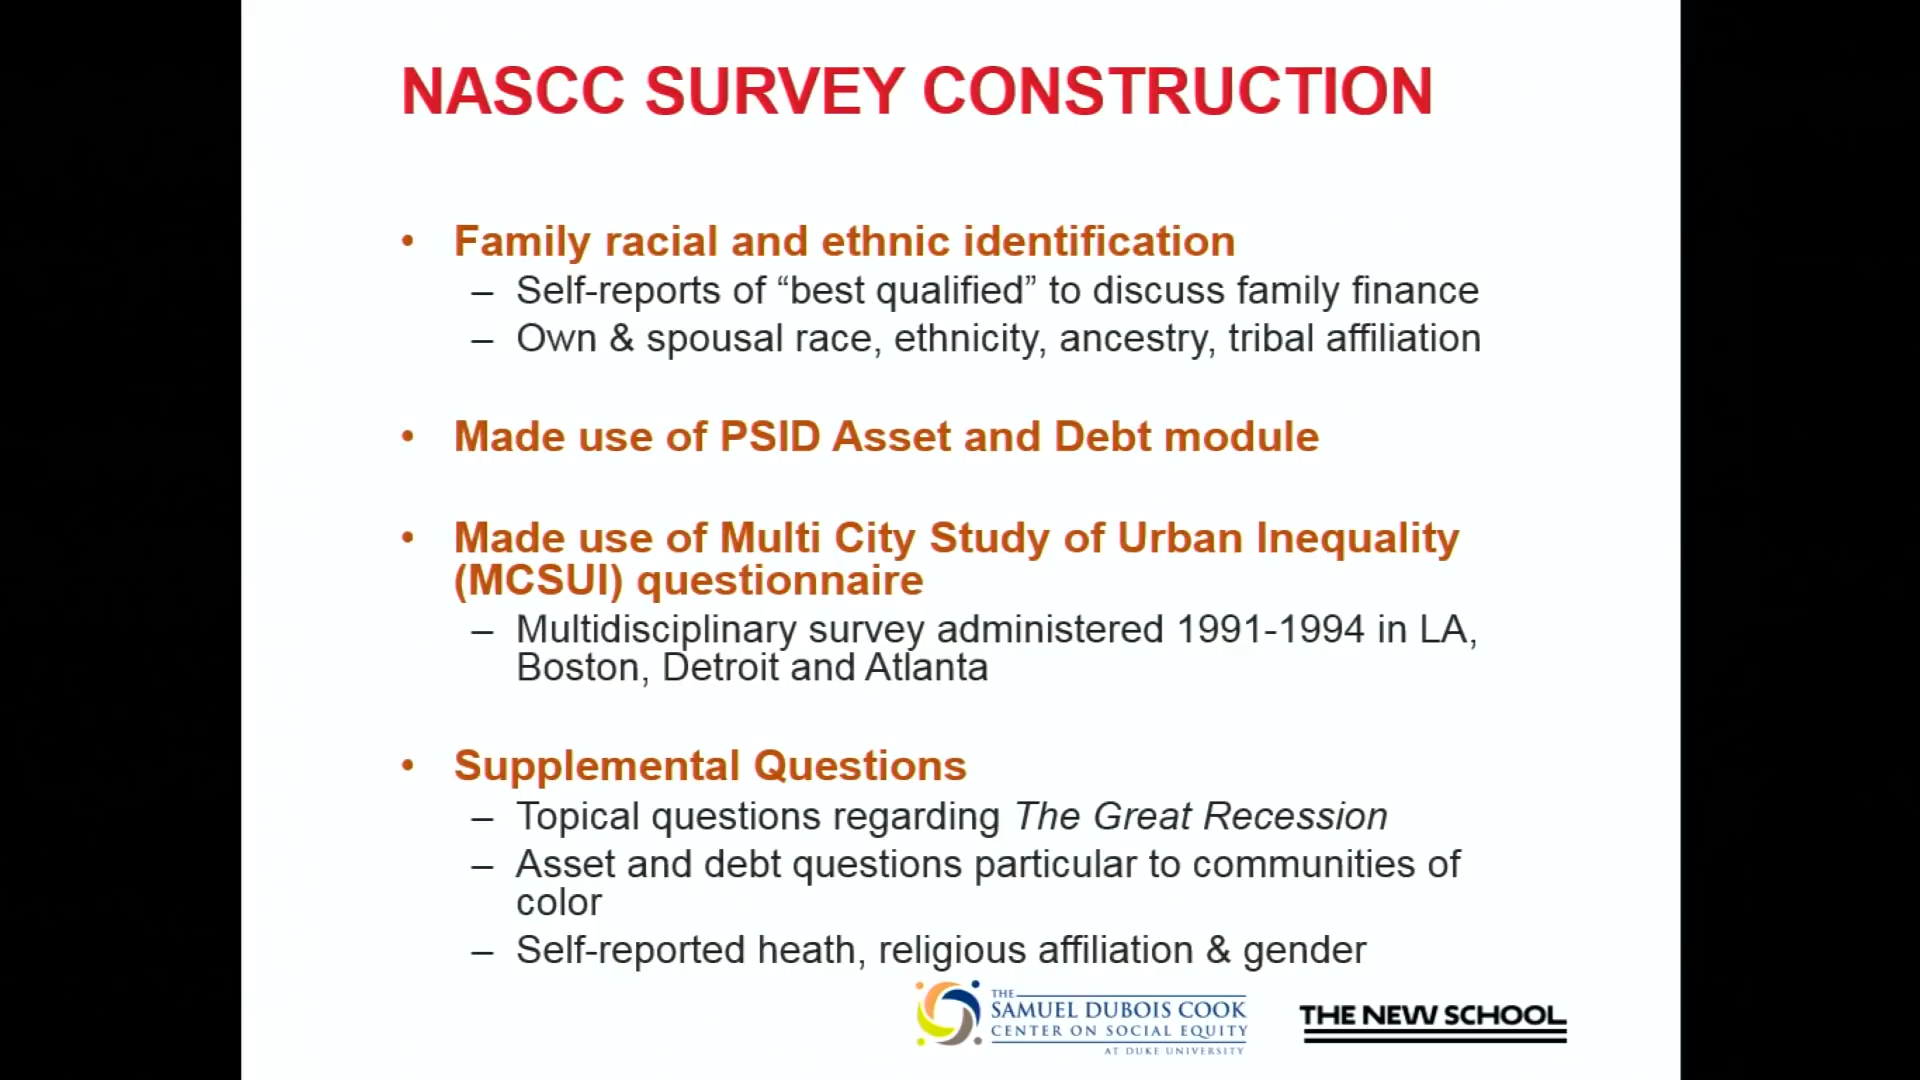 NASCC SURVEY CONSTRUCTION
• Family racial and ethnic identification
– Self-reports of “best qualified” to discuss family finance
– Own & spousal race, ethnicity, ancestry, tribal affiliation
• Made use of PSID Asset and Debt module
• Made use of Multi City Study of Urban Inequality
(MCSUI) questionnaire
– Multidisciplinary survey administered 1991-1994 in LA,
Boston, Detroit and Atlanta
• Supplemental Questions
– Topical questions regarding The Great Recession
– Asset and debt questions particular to communities of
color
– Self-reported heath, religious affiliation & gender
THE
SAMUEL DUBOIS COOK
CENTER ON SOCIAL EQUITY
AT DUKE UNIVERSITY
THE NEW SCHOOL